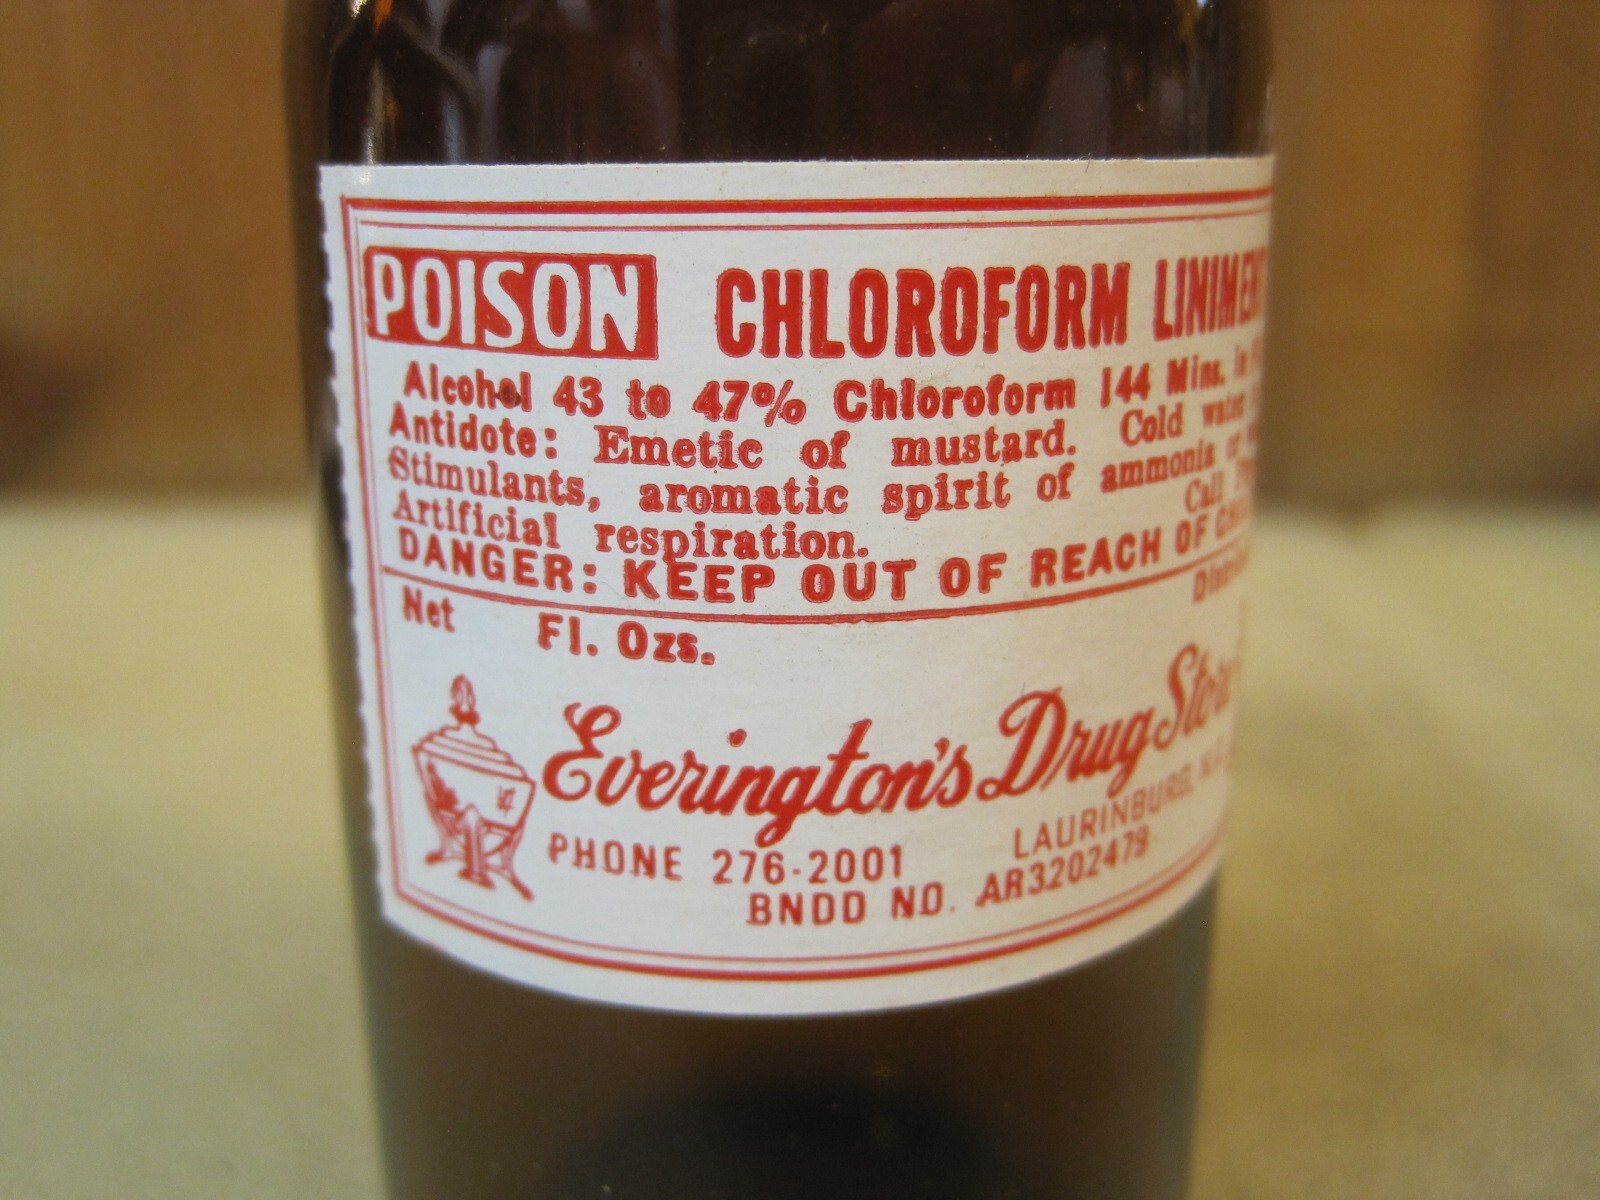 POISON CHLOROFORM LINIMENT
Alcohol 43 to 47% Chloroform 144 Mins. in
Antidote: Emetic of mustard. Cold water
Stimulants, aromatic spirit of ammonia or
Artificial respiration. Call
DANGER: KEEP OUT OF REACH OF
Net Fl. Ozs.
Everington's Drug Store
LAURINBURG, N.
PHONE 276-2001
BNDD NO. AR3202479